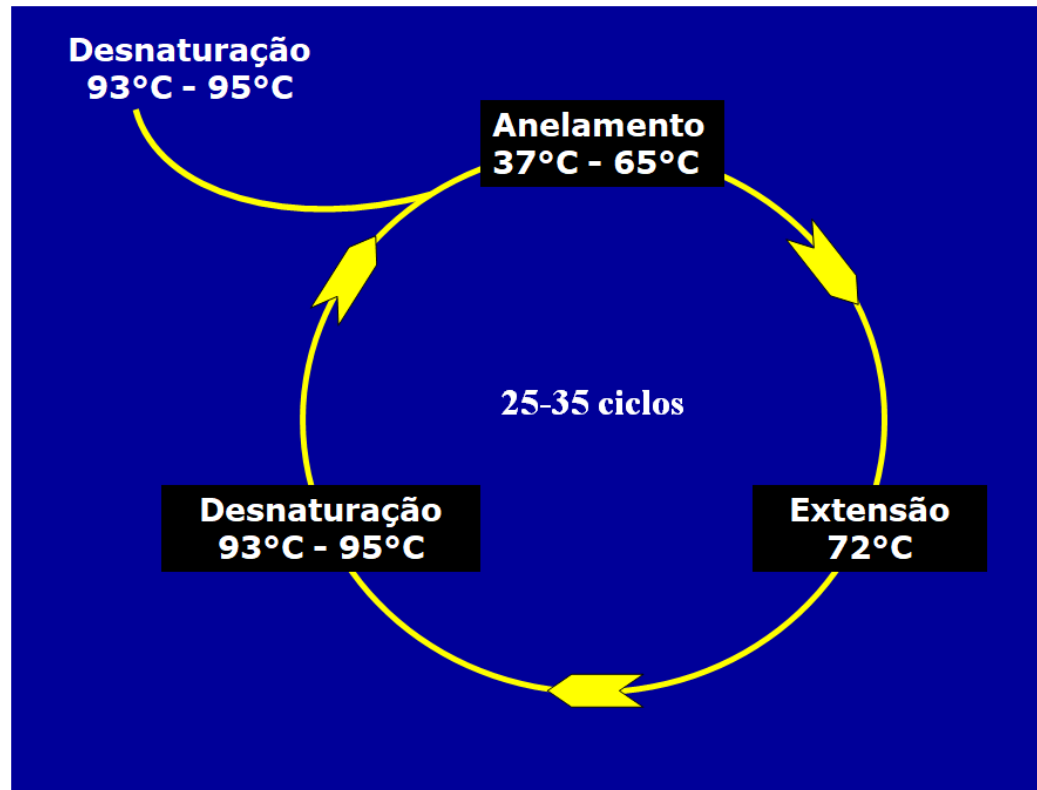 Desnaturação
93°C - 95°C
Anelamento
37°C - 65°C
25-35 ciclos
Desnaturação
93°C - 95°C
Extensão
72°C